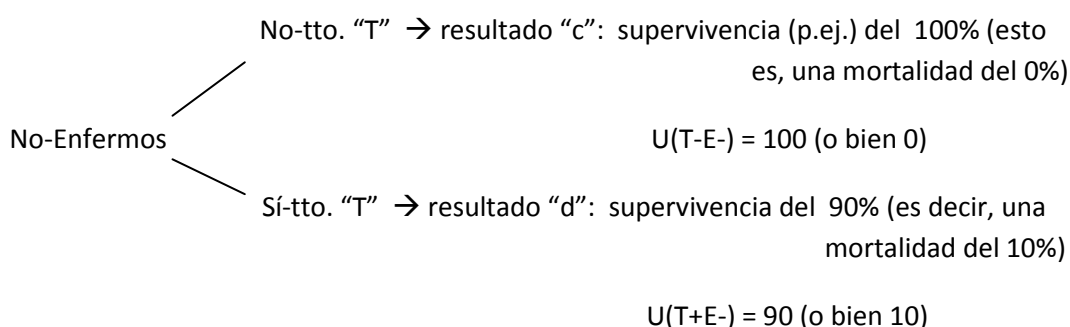 No-tto. “T” → resultado “c”: supervivencia (p.ej.) del 100% (esto
es, una mortalidad del 0%)
No-Enfermos
U(T-E-) = 100 (o bien 0)
Sí-tto. “T” → resultado “d”: supervivencia del 90% (es decir, una
mortalidad del 10%)
U(T+E-) = 90 (o bien 10)